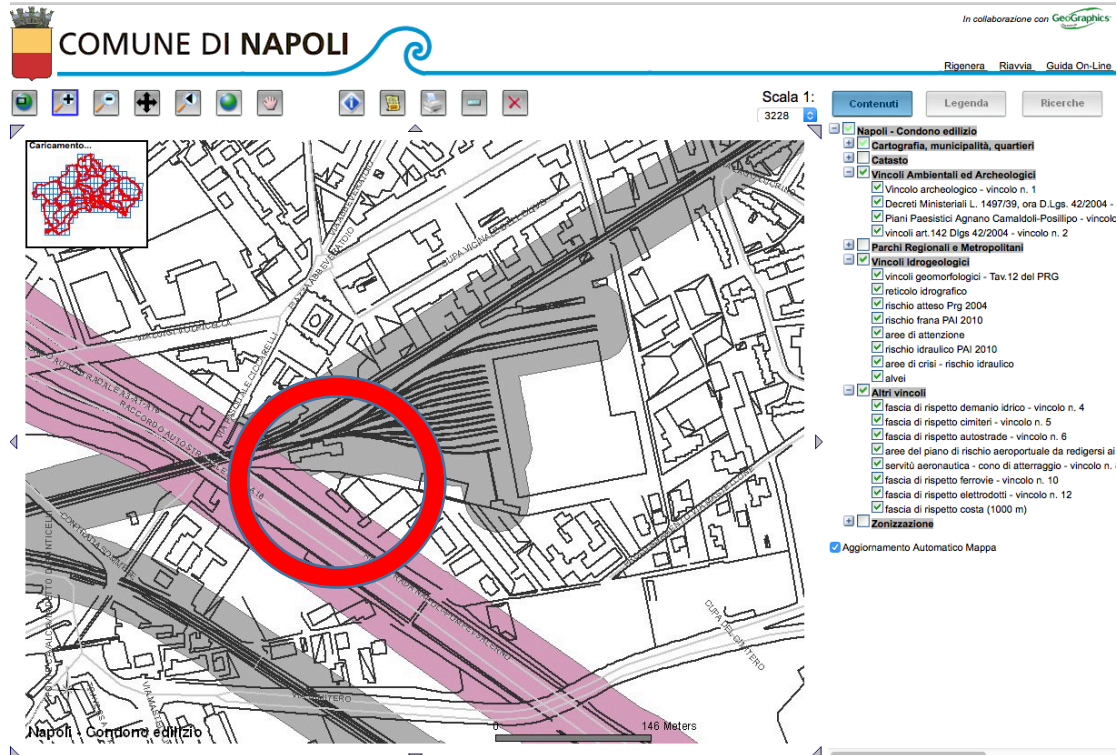 In collaborazione con GeoGraphics
COMUNE DI NAPOLI
Rigenera Riavvia Guida On-Line
Scala 1:
3228
Contenuti Legenda Ricerche
Caricamento...
Napoli - Condono edilizio
Cartografia, municipalità, quartieri
Catasto
Vincoli Ambientali ed Archeologici
Vincolo archeologico - vincolo n. 1
Decreti Ministeriali L. 1497/39, ora D.Lgs. 42/2004 -
Piani Paesistici Agnano Camaldoli-Posillipo - vincolo
vincoli art.142 Dlgs 42/2004 - vincolo n. 2
Parchi Regionali e Metropolitani
Vincoli Idrogeologici
vincoli geomorfologici - Tav.12 del PRG
reticolo idrografico
rischio atteso Prg 2004
rischio frana PAI 2010
aree di attenzione
rischio idraulico PAI 2010
aree di crisi - rischio idraulico
alvei
Altri vincoli
fascia di rispetto demanio idrico - vincolo n. 4
fascia di rispetto cimiteri - vincolo n. 5
fascia di rispetto autostrade - vincolo n. 6
aree del piano di rischio aeroportuale da redigersi ai
servitù aeronautica - cono di atterraggio - vincolo n.
fascia di rispetto ferrovie - vincolo n. 10
fascia di rispetto elettrodotti - vincolo n. 12
fascia di rispetto costa (1000 m)
Zonizzazione
Aggiornamento Automatico Mappa
VIA PASQUALE CICCARELLI
RACCORDO AUTOSTRADALE
CUPA DEL CIMITERO
0 146 Meters
Napoli - Condono edilizio